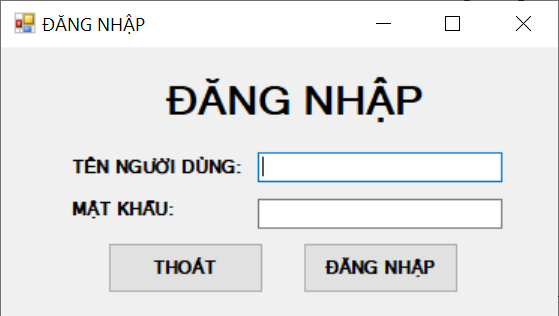 ĐĂNG NHẬP
ĐĂNG NHẬP
TÊN NGƯỜI DÙNG:
MẬT KHẨU:
THOÁT ĐĂNG NHẬP